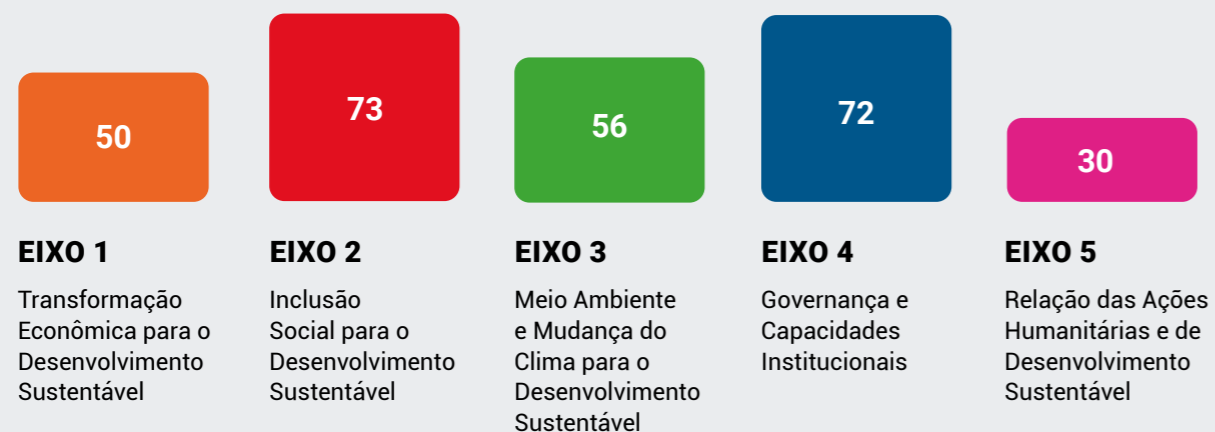 50
73
56
72
30
EIXO 1
Transformação
Econômica para o
Desenvolvimento
Sustentável
EIXO 2
Inclusão
Social para o
Desenvolvimento
Sustentável
EIXO 3
Meio Ambiente
e Mudança do
Clima para o
Desenvolvimento
Sustentável
EIXO 4
Governança e
Capacidades
Institucionais
EIXO 5
Relação das Ações
Humanitárias e de
Desenvolvimento
Sustentável